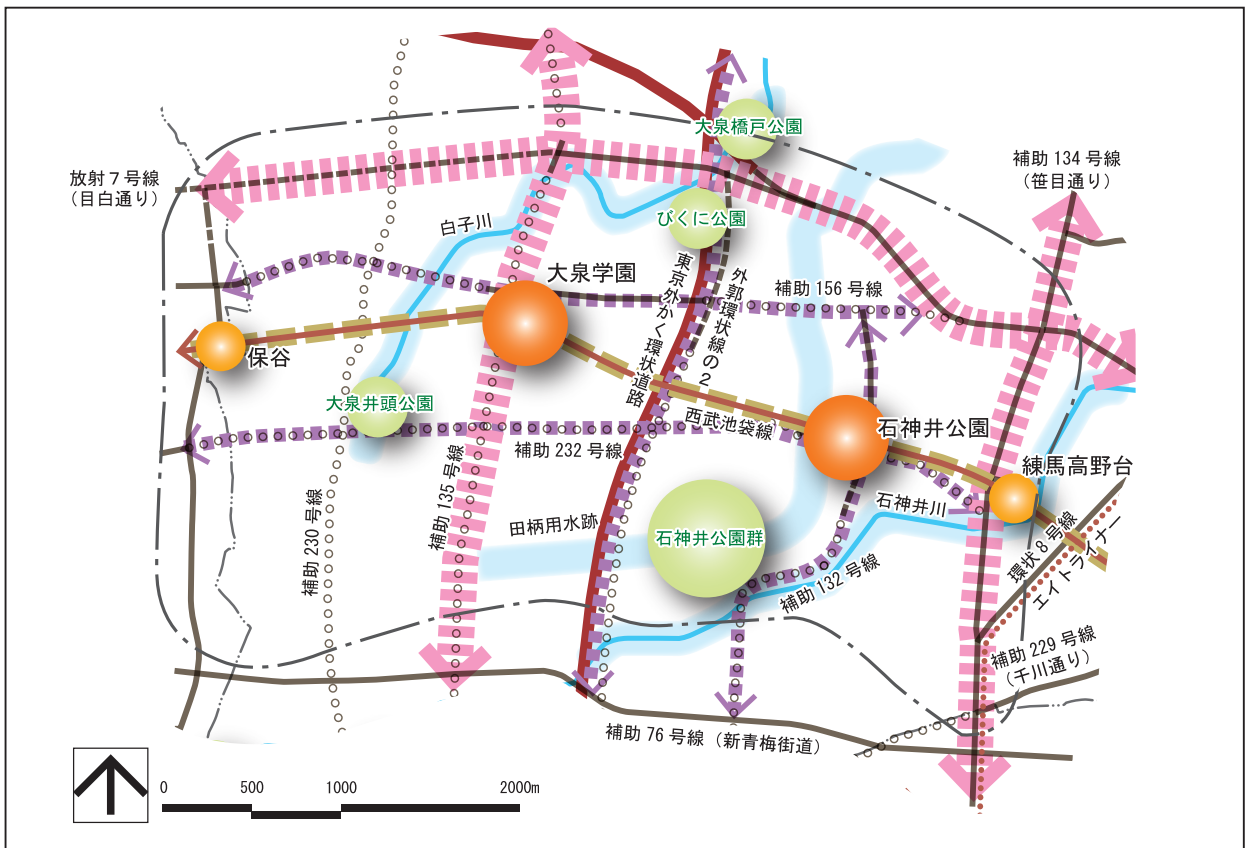 大泉橋戸公園
補助 134 号線
（笹目通り）
放射７号線
（目白通り）
白子川
びくに公園
大泉学園
東京外かく環状道路
外郭環状線の２
補助 156 号線
保谷
大泉井頭公園
西武池袋線
石神井公園
補助 232 号線
練馬高野台
補助 135 号線
石神井川
補助 230 号線
田柄用水跡
石神井公園群
環状 8 号線
エイトライナー
補助 132 号線
補助 229 号線
（千川通り）
補助 76 号線（新青梅街道）
0 500 1000 2000m